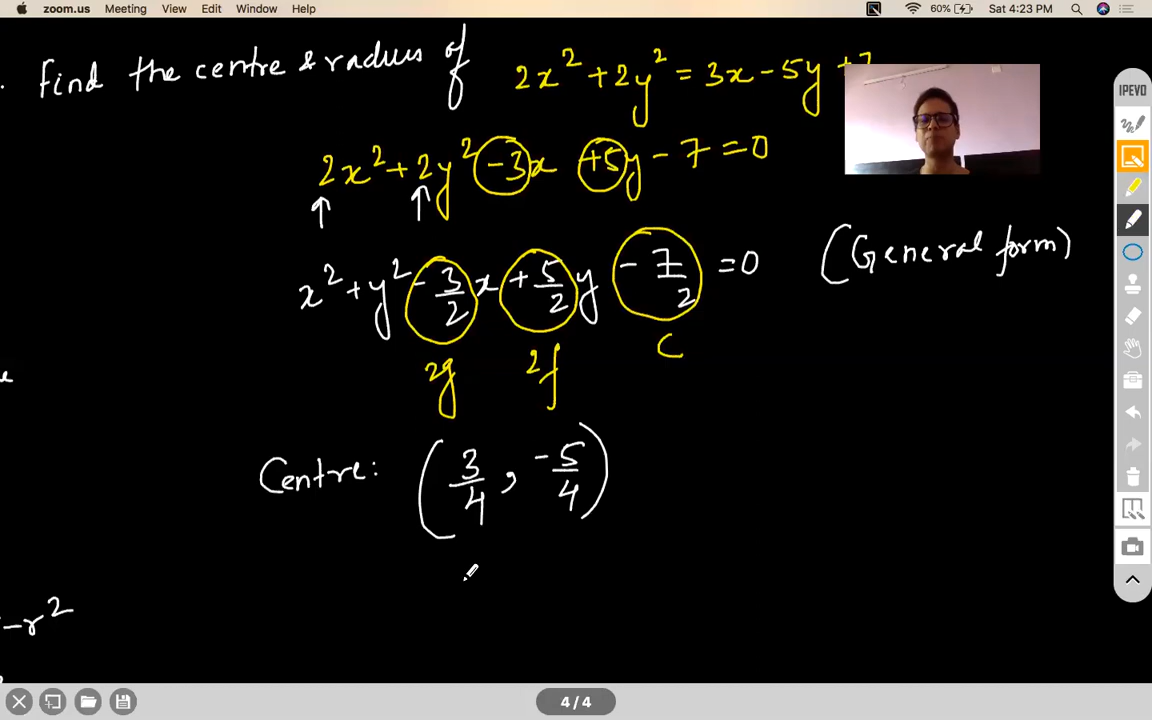 zoom.us Meeting View Edit Window Help 60% Sat 4:23 PM
Find the centre & radius of 2x² + 2y² = 3x - 5y +
2x² + 2y² - 3x + 5y - 7 = 0
x² + y² - 3/2 x + 5/2 y - 7/2 = 0 (General form)
2g 2f c
Centre: (3/4, -5/4)
- r²
IPEVO
4 / 4